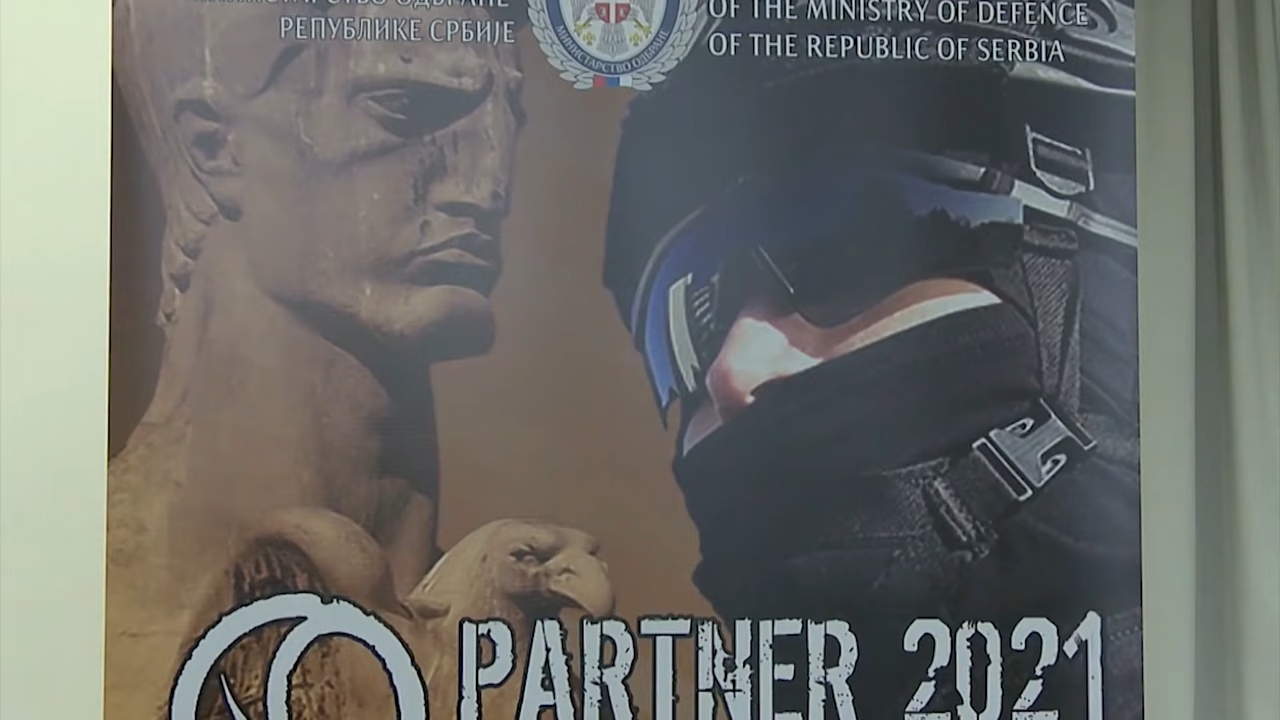 МИНИСТАРСТВО ОДБРАНЕ
РЕПУБЛИКЕ СРБИЈЕ
МИНИСТАРСТВО ОДБРАНЕ
OF THE MINISTRY OF DEFENCE
OF THE REPUBLIC OF SERBIA
PARTNER 2021